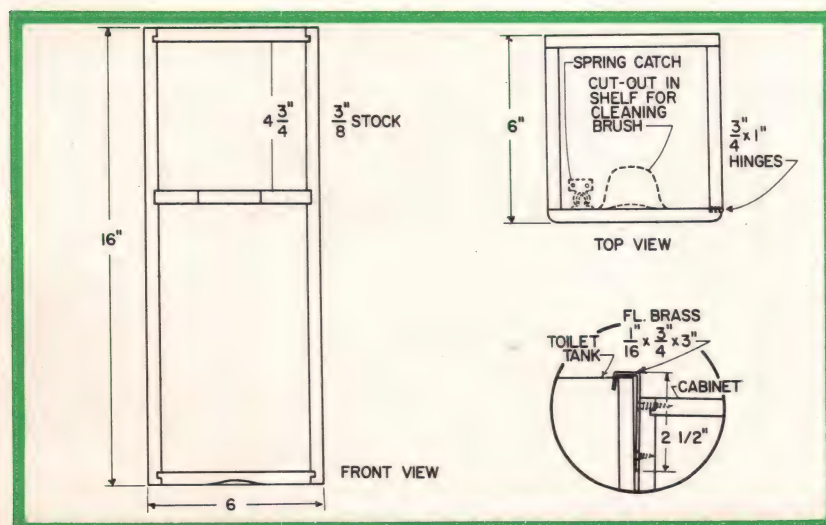 16"
4 3/4"
3/8" STOCK
6
FRONT VIEW
6"
SPRING CATCH
CUT-OUT IN
SHELF FOR
CLEANING
BRUSH
3/4" x 1"
HINGES
TOP VIEW
FL. BRASS
1/16" x 3/4" x 3"
TOILET
TANK
CABINET
2 1/2"